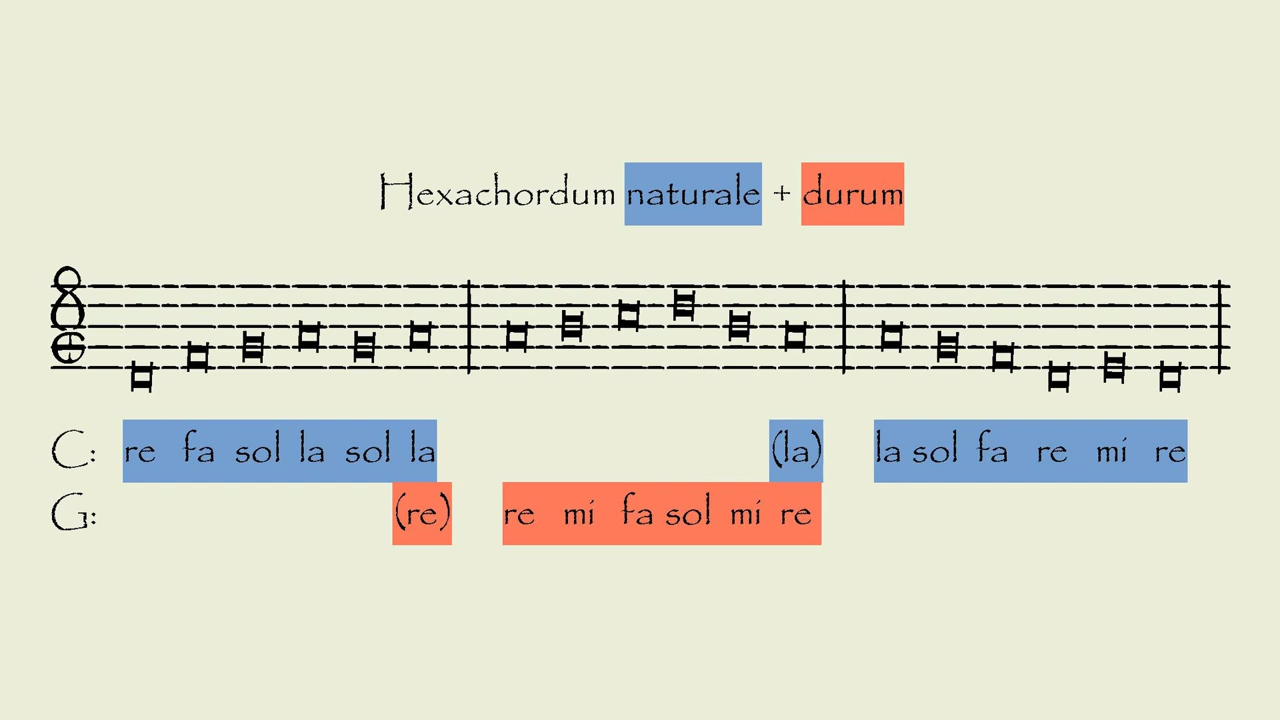 Hexachordum naturale + durum
C: re fa sol la sol la (la) la sol fa re mi re
G: (re) re mi fa sol mi re